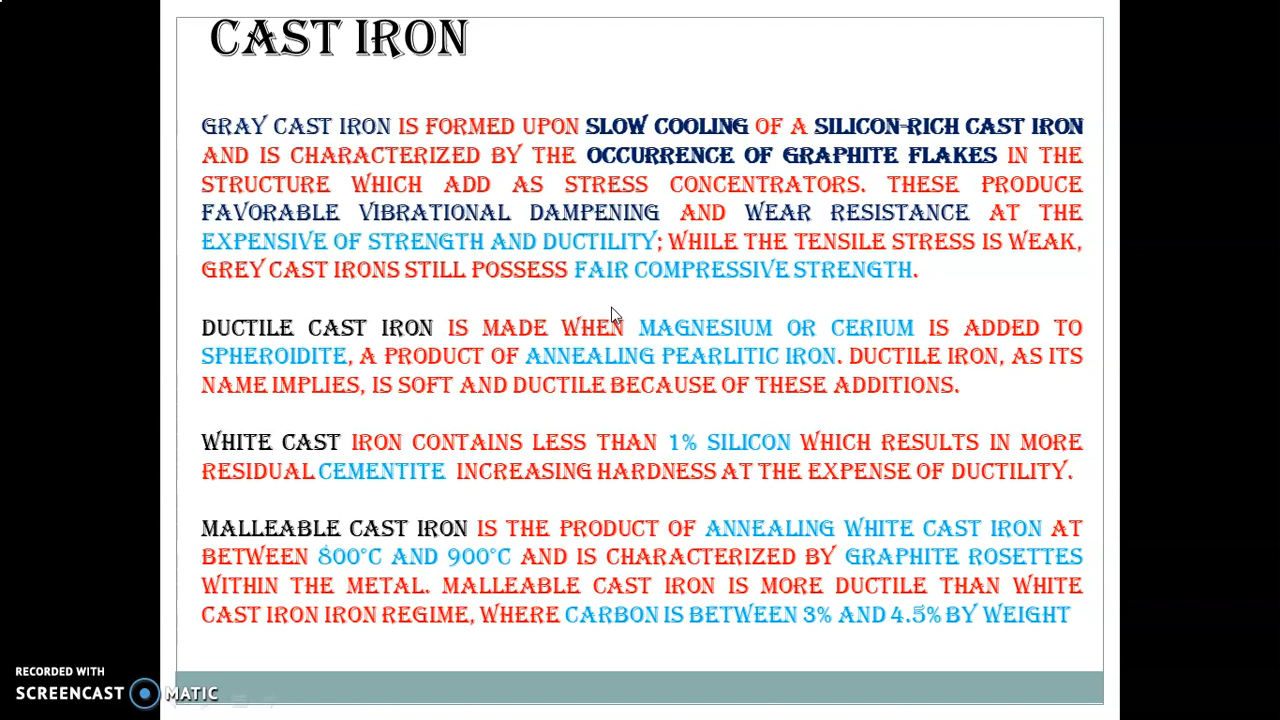 CAST IRON
GRAY CAST IRON IS FORMED UPON SLOW COOLING OF A SILICON-RICH CAST IRON
AND IS CHARACTERIZED BY THE OCCURRENCE OF GRAPHITE FLAKES IN THE
STRUCTURE WHICH ADD AS STRESS CONCENTRATORS. THESE PRODUCE
FAVORABLE VIBRATIONAL DAMPENING AND WEAR RESISTANCE AT THE
EXPENSIVE OF STRENGTH AND DUCTILITY; WHILE THE TENSILE STRESS IS WEAK,
GREY CAST IRONS STILL POSSESS FAIR COMPRESSIVE STRENGTH.
DUCTILE CAST IRON IS MADE WHEN MAGNESIUM OR CERIUM IS ADDED TO
SPHEROIDITE, A PRODUCT OF ANNEALING PEARLITIC IRON. DUCTILE IRON, AS ITS
NAME IMPLIES, IS SOFT AND DUCTILE BECAUSE OF THESE ADDITIONS.
WHITE CAST IRON CONTAINS LESS THAN 1% SILICON WHICH RESULTS IN MORE
RESIDUAL CEMENTITE INCREASING HARDNESS AT THE EXPENSE OF DUCTILITY.
MALLEABLE CAST IRON IS THE PRODUCT OF ANNEALING WHITE CAST IRON AT
BETWEEN 800°C AND 900°C AND IS CHARACTERIZED BY GRAPHITE ROSETTES
WITHIN THE METAL. MALLEABLE CAST IRON IS MORE DUCTILE THAN WHITE
CAST IRON IRON REGIME, WHERE CARBON IS BETWEEN 3% AND 4.5% BY WEIGHT
RECORDED WITH
SCREENCAST MATIC